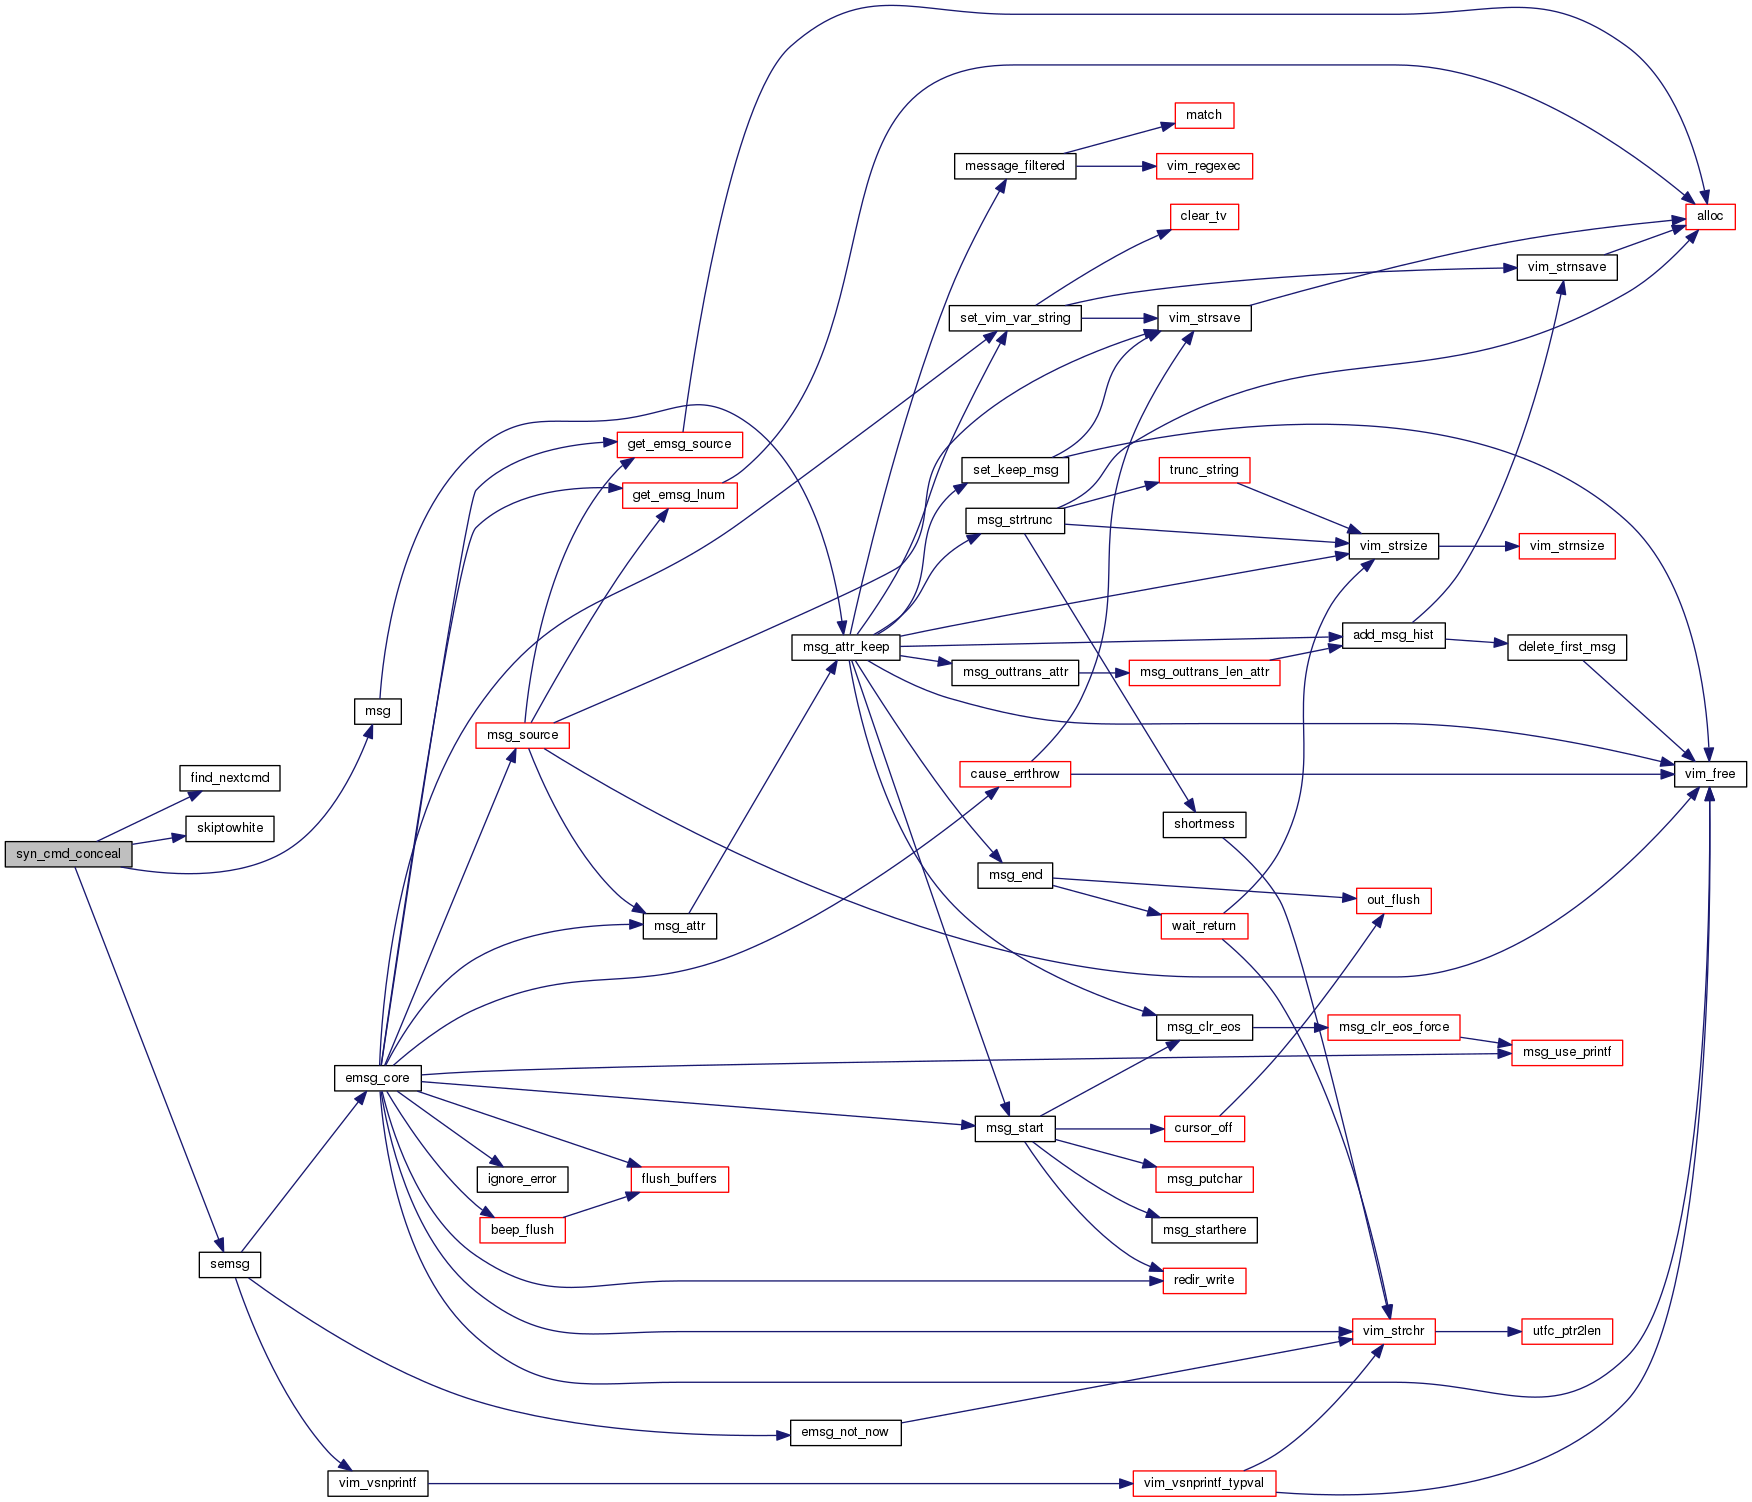 match
message_filtered
vim_regexec
clear_tv
alloc
vim_strnsave
set_vim_var_string
vim_strsave
get_emsg_source
set_keep_msg
trunc_string
get_emsg_lnum
msg_strtrunc
vim_strsize
vim_strnsize
add_msg_hist
msg_attr_keep
delete_first_msg
msg_outtrans_attr
msg_outtrans_len_attr
msg
msg_source
find_nextcmd
cause_errthrow
vim_free
skiptowhite
shortmess
syn_cmd_conceal
msg_end
out_flush
msg_attr
wait_return
msg_clr_eos
msg_clr_eos_force
msg_use_printf
emsg_core
msg_start
cursor_off
ignore_error
flush_buffers
msg_putchar
beep_flush
msg_starthere
semsg
redir_write
vim_strchr
utfc_ptr2len
emsg_not_now
vim_vsnprintf
vim_vsnprintf_typval